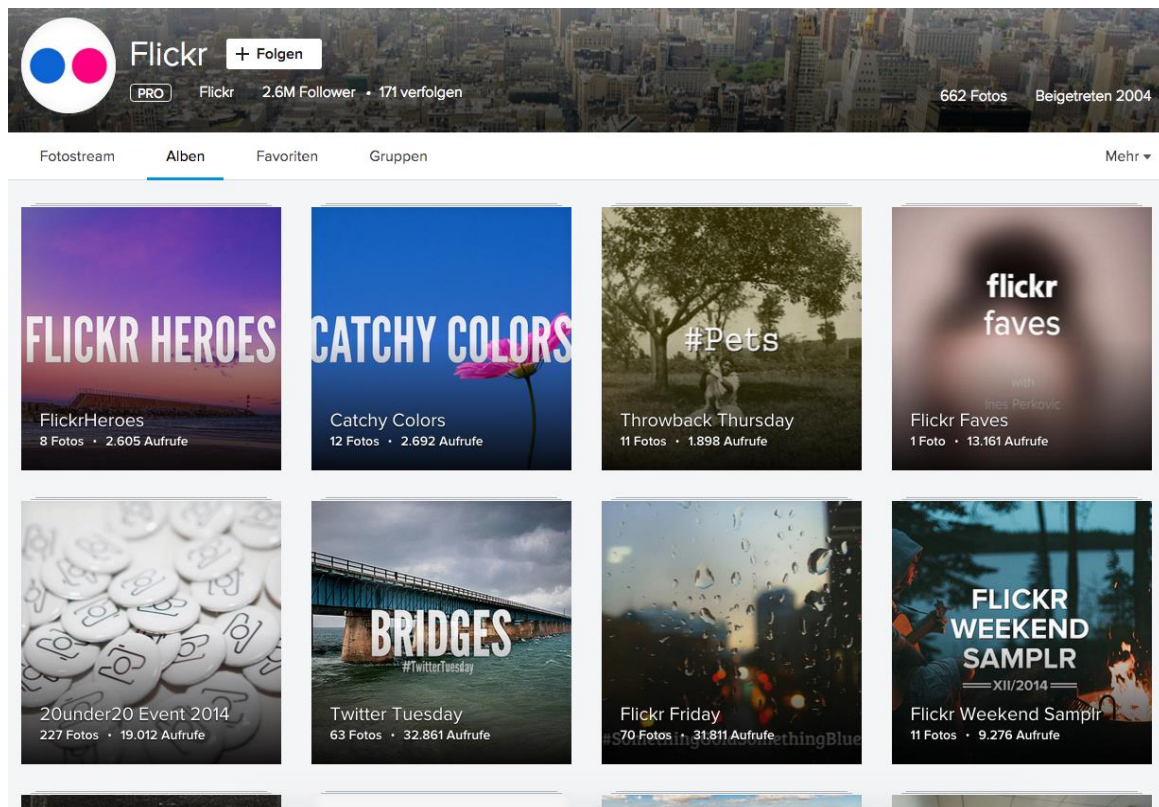 Flickr
+ Folgen
PRO Flickr 2.6M Follower • 171 verfolgen
662 Fotos Beigetreten 2004
Fotostream Alben Favoriten Gruppen Mehr
FLICKR HEROES
FlickrHeroes
8 Fotos • 2.605 Aufrufe
CATCHY COLORS
Catchy Colors
12 Fotos • 2.692 Aufrufe
#Pets
Throwback Thursday
11 Fotos • 1.898 Aufrufe
flickr
faves
with
Ines Perkovic
Flickr Faves
1 Foto • 13.161 Aufrufe
20under20 Event 2014
227 Fotos • 19.012 Aufrufe
BRIDGES
#TwitterTuesday
Twitter Tuesday
63 Fotos • 32.861 Aufrufe
Flickr Friday
70 Fotos • 31.811 Aufrufe
#SomethingOldSomethingBlue
FLICKR
WEEKEND
SAMPLR
XII/2014
Flickr Weekend Samplr
11 Fotos • 9.276 Aufrufe